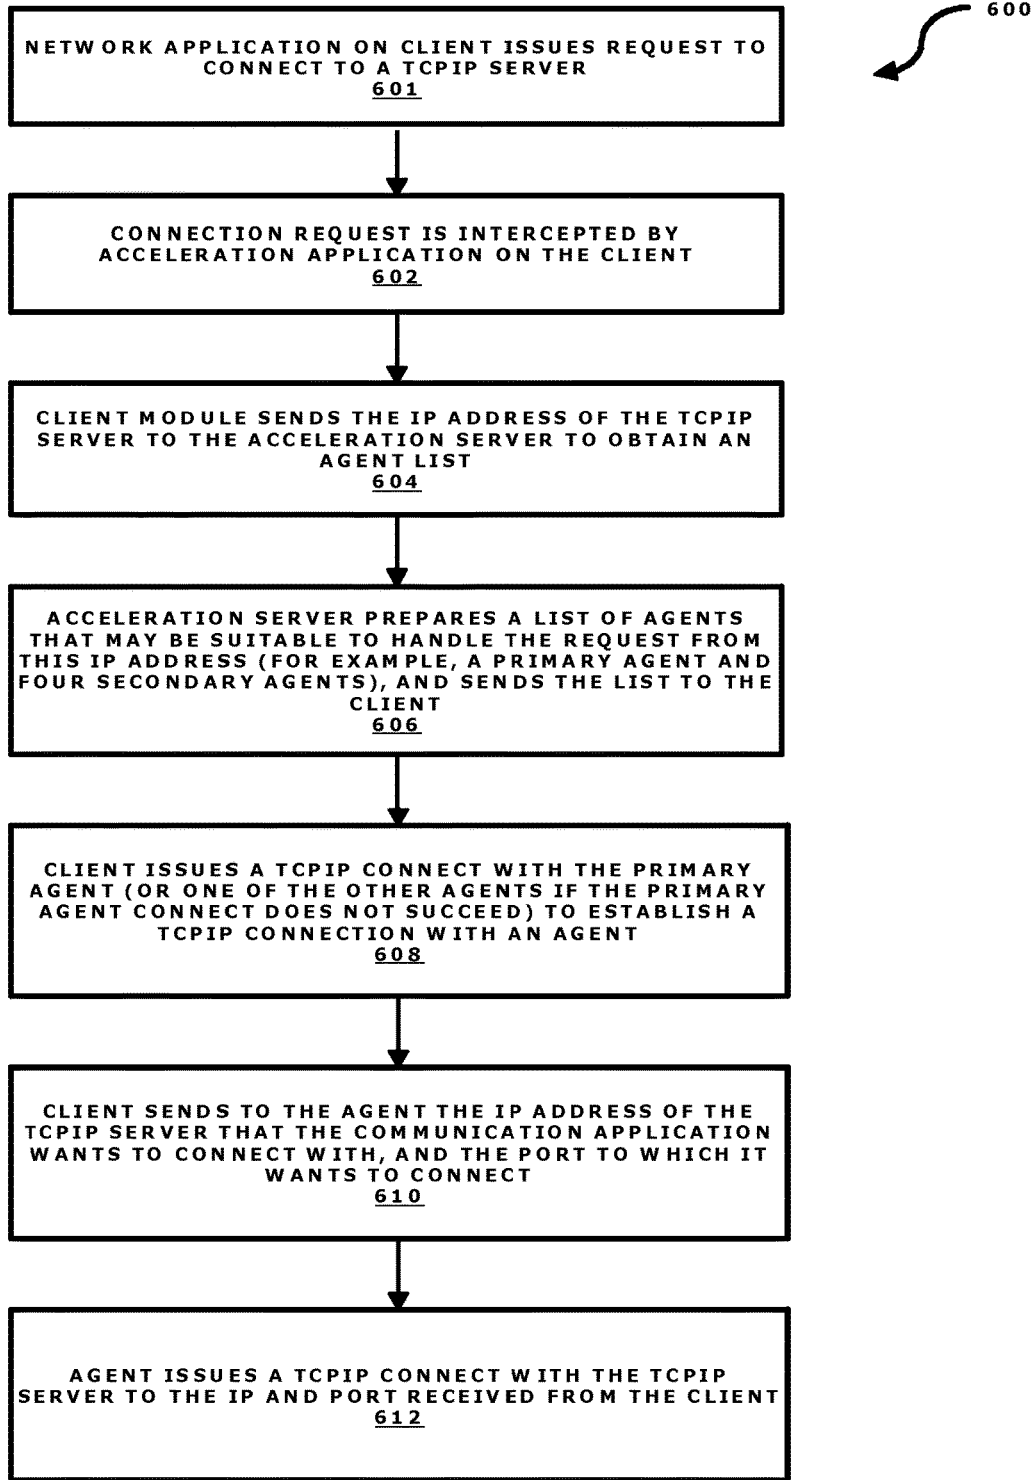 600
NETWORK APPLICATION ON CLIENT ISSUES REQUEST TO
CONNECT TO A TCPIP SERVER
601
CONNECTION REQUEST IS INTERCEPTED BY
ACCELERATION APPLICATION ON THE CLIENT
602
CLIENT MODULE SENDS THE IP ADDRESS OF THE TCPIP
SERVER TO THE ACCELERATION SERVER TO OBTAIN AN
AGENT LIST
604
ACCELERATION SERVER PREPARES A LIST OF AGENTS
THAT MAY BE SUITABLE TO HANDLE THE REQUEST FROM
THIS IP ADDRESS (FOR EXAMPLE, A PRIMARY AGENT AND
FOUR SECONDARY AGENTS), AND SENDS THE LIST TO THE
CLIENT
606
CLIENT ISSUES A TCPIP CONNECT WITH THE PRIMARY
AGENT (OR ONE OF THE OTHER AGENTS IF THE PRIMARY
AGENT CONNECT DOES NOT SUCCEED) TO ESTABLISH A
TCPIP CONNECTION WITH AN AGENT
608
CLIENT SENDS TO THE AGENT THE IP ADDRESS OF THE
TCPIP SERVER THAT THE COMMUNICATION APPLICATION
WANTS TO CONNECT WITH, AND THE PORT TO WHICH IT
WANTS TO CONNECT
610
AGENT ISSUES A TCPIP CONNECT WITH THE TCPIP
SERVER TO THE IP AND PORT RECEIVED FROM THE CLIENT
612